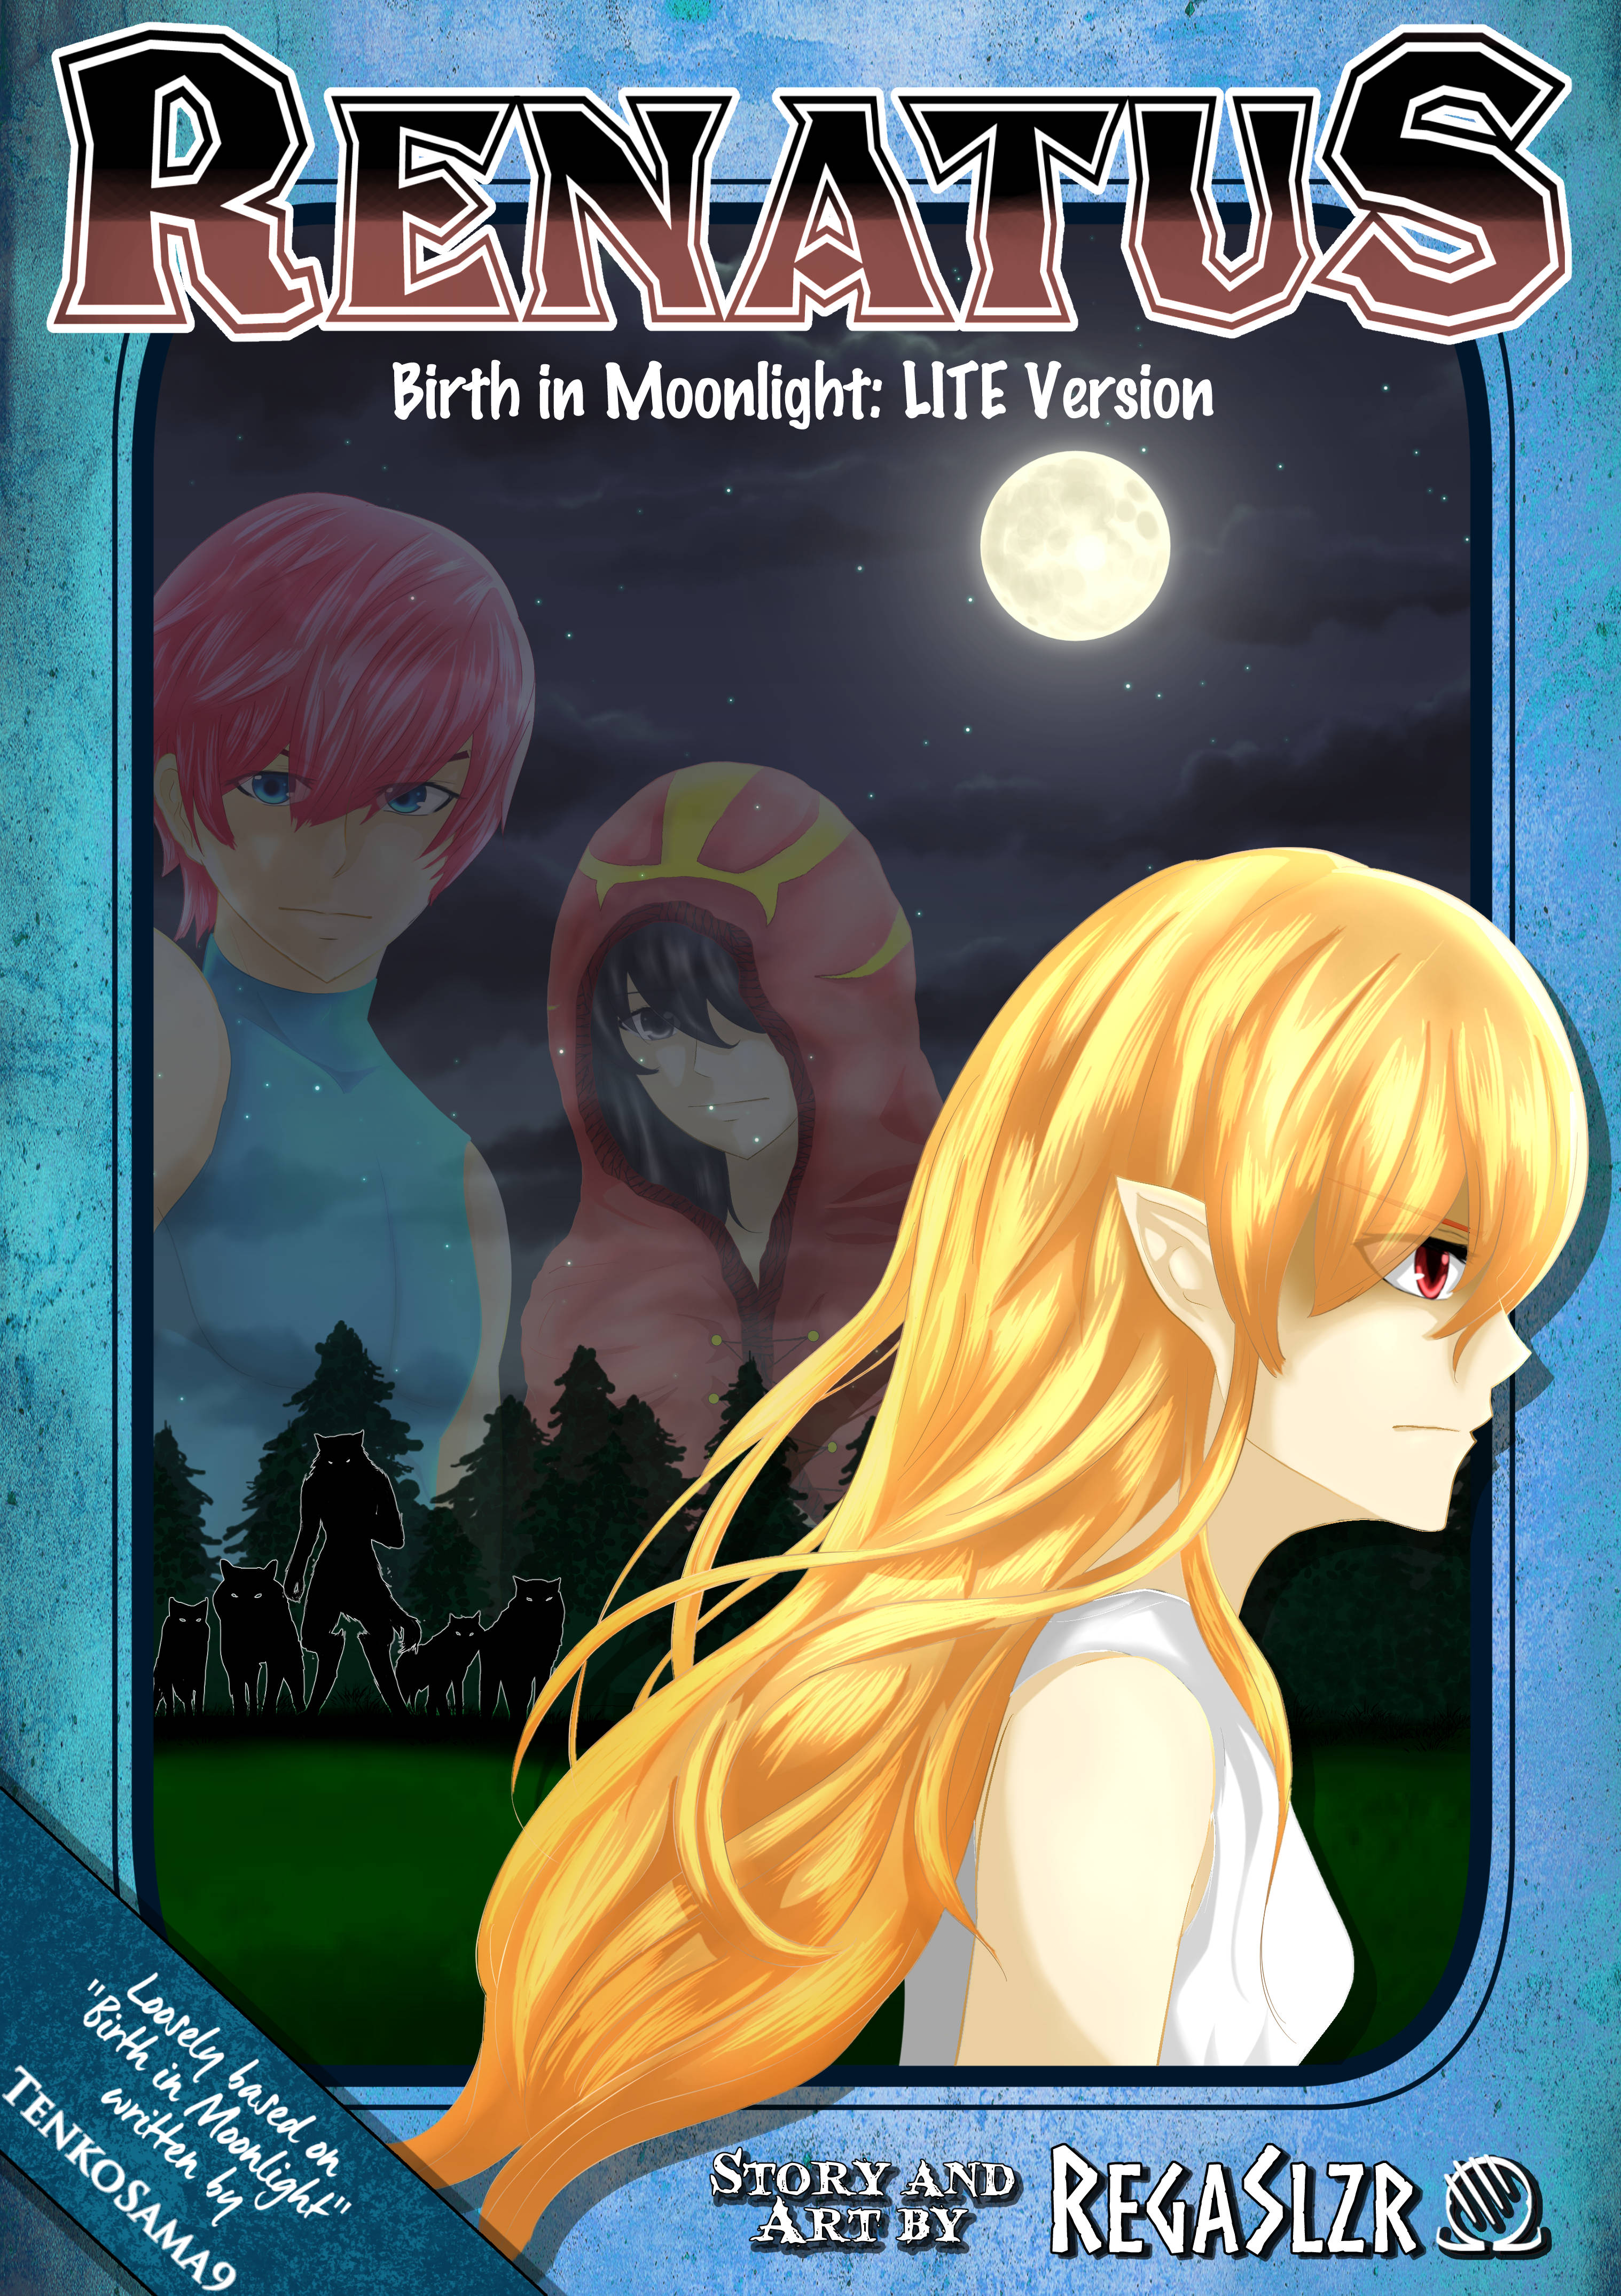 RENATUS
Birth in Moonlight: LITE Version
Loosely based on
"Birth in Moonlight"
written by
TENKOSAMA9
STORY AND
ART BY
REGASLZR